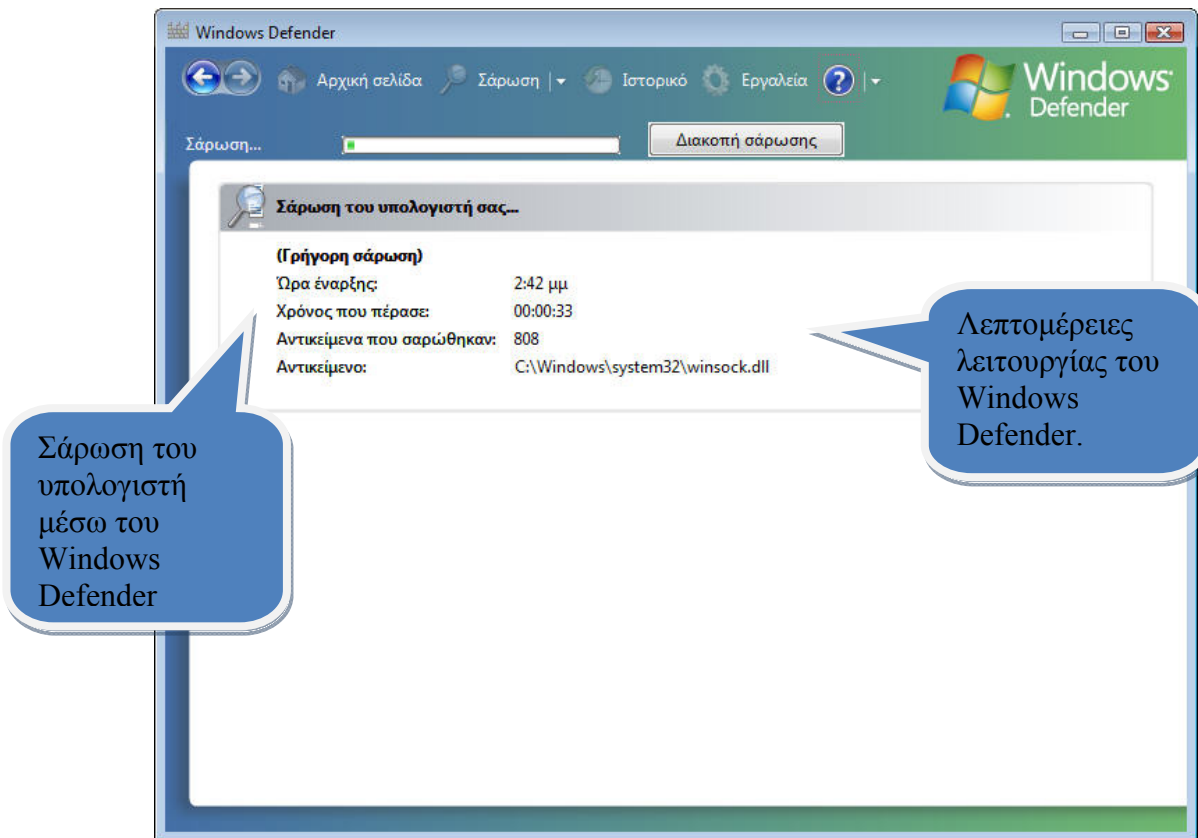 Windows Defender
Αρχική σελίδα Σάρωση Ιστορικό Εργαλεία ?
Windows Defender
Σάρωση... Διακοπή σάρωσης
Σάρωση του υπολογιστή σας...
(Γρήγορη σάρωση)
Ώρα έναρξης: 2:42 μμ
Χρόνος που πέρασε: 00:00:33
Αντικείμενα που σαρώθηκαν: 808
Αντικείμενο: C:\Windows\system32\winsock.dll
Λεπτομέρειες
λειτουργίας του
Windows
Defender.
Σάρωση του
υπολογιστή
μέσω του
Windows
Defender